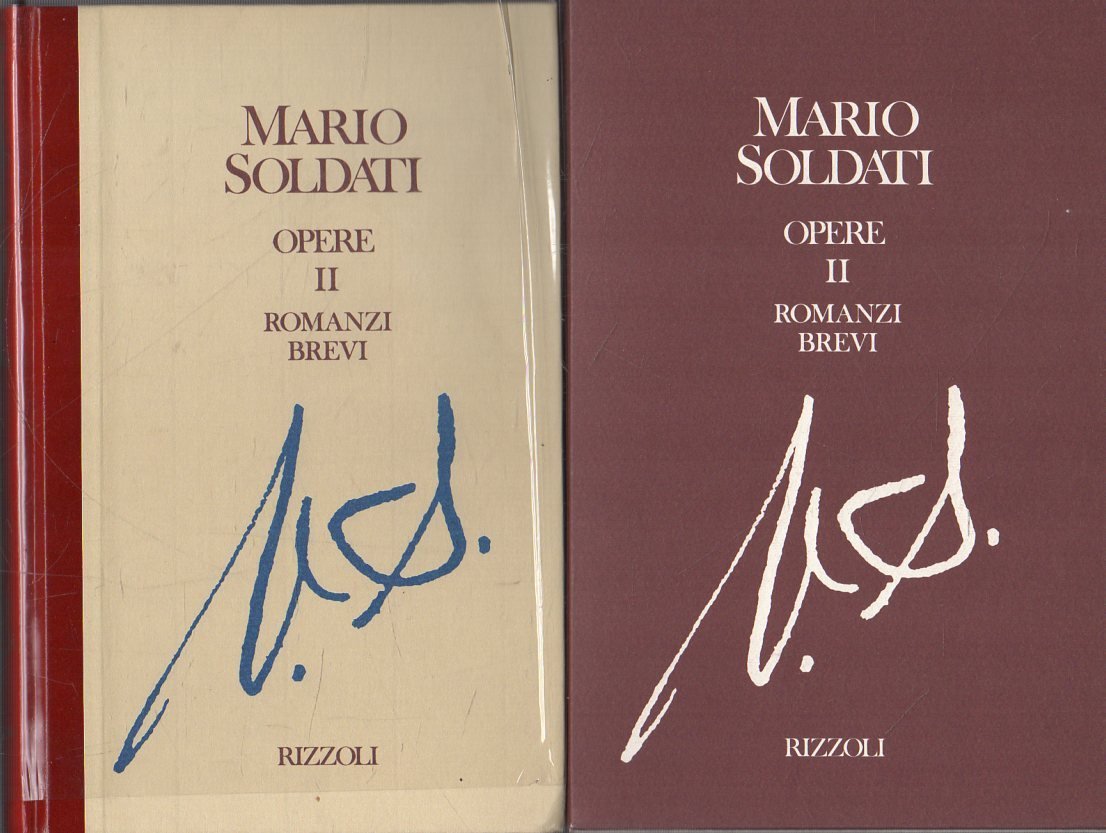 MARIO
SOLDATI
OPERE
II
ROMANZI
BREVI
M.S.
RIZZOLI
MARIO
SOLDATI
OPERE
II
ROMANZI
BREVI
M.S.
RIZZOLI